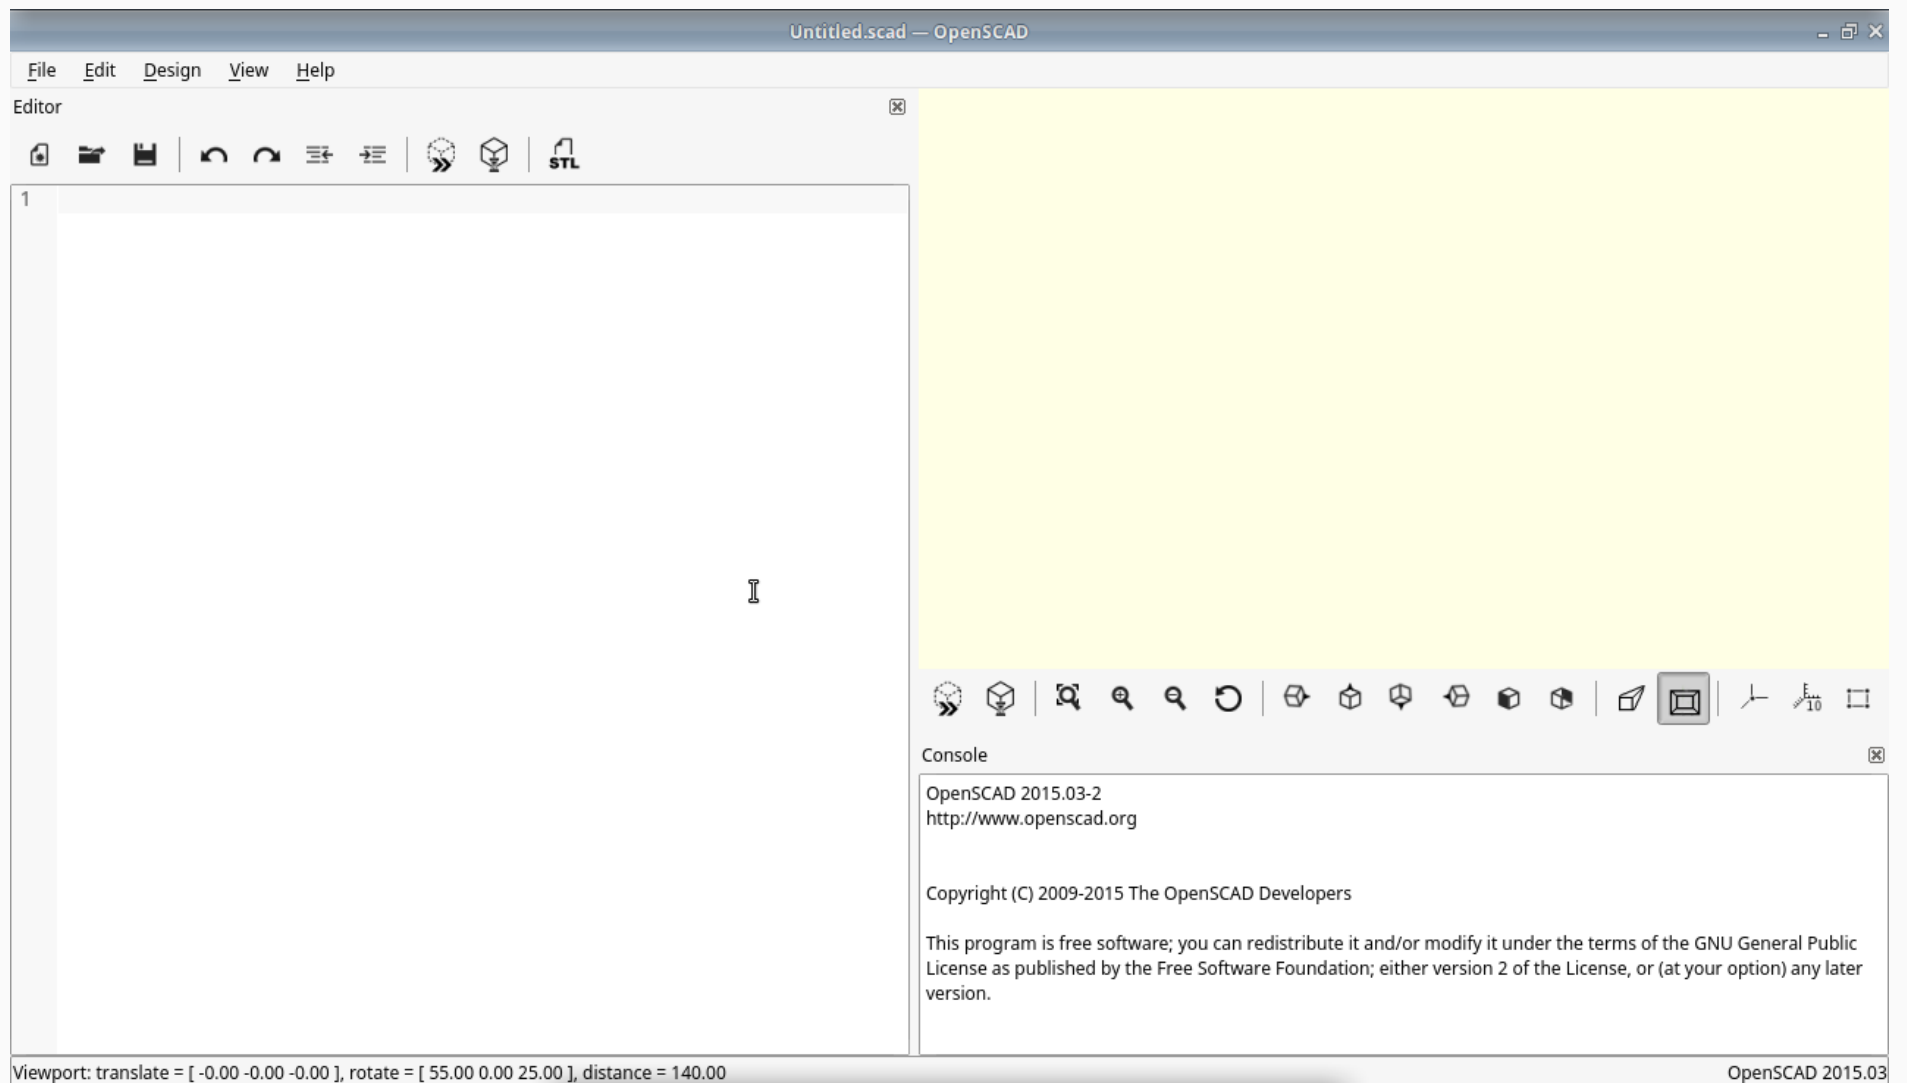 Untitled.scad — OpenSCAD
File Edit Design View Help
Editor
STL
1
10
Console
OpenSCAD 2015.03-2
http://www.openscad.org
Copyright (C) 2009-2015 The OpenSCAD Developers
This program is free software; you can redistribute it and/or modify it under the terms of the GNU General Public
License as published by the Free Software Foundation; either version 2 of the License, or (at your option) any later
version.
Viewport: translate = [ -0.00 -0.00 -0.00 ], rotate = [ 55.00 0.00 25.00 ], distance = 140.00
OpenSCAD 2015.03